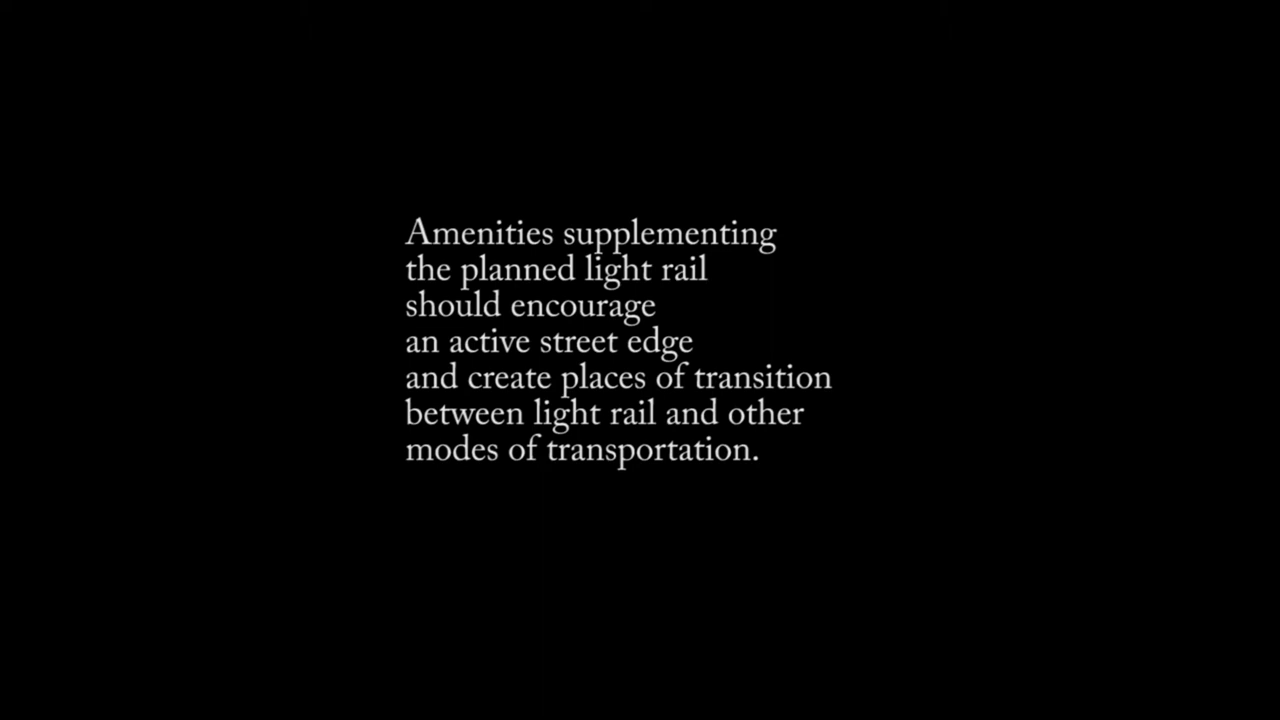 Amenities supplementing
the planned light rail
should encourage
an active street edge
and create places of transition
between light rail and other
modes of transportation.